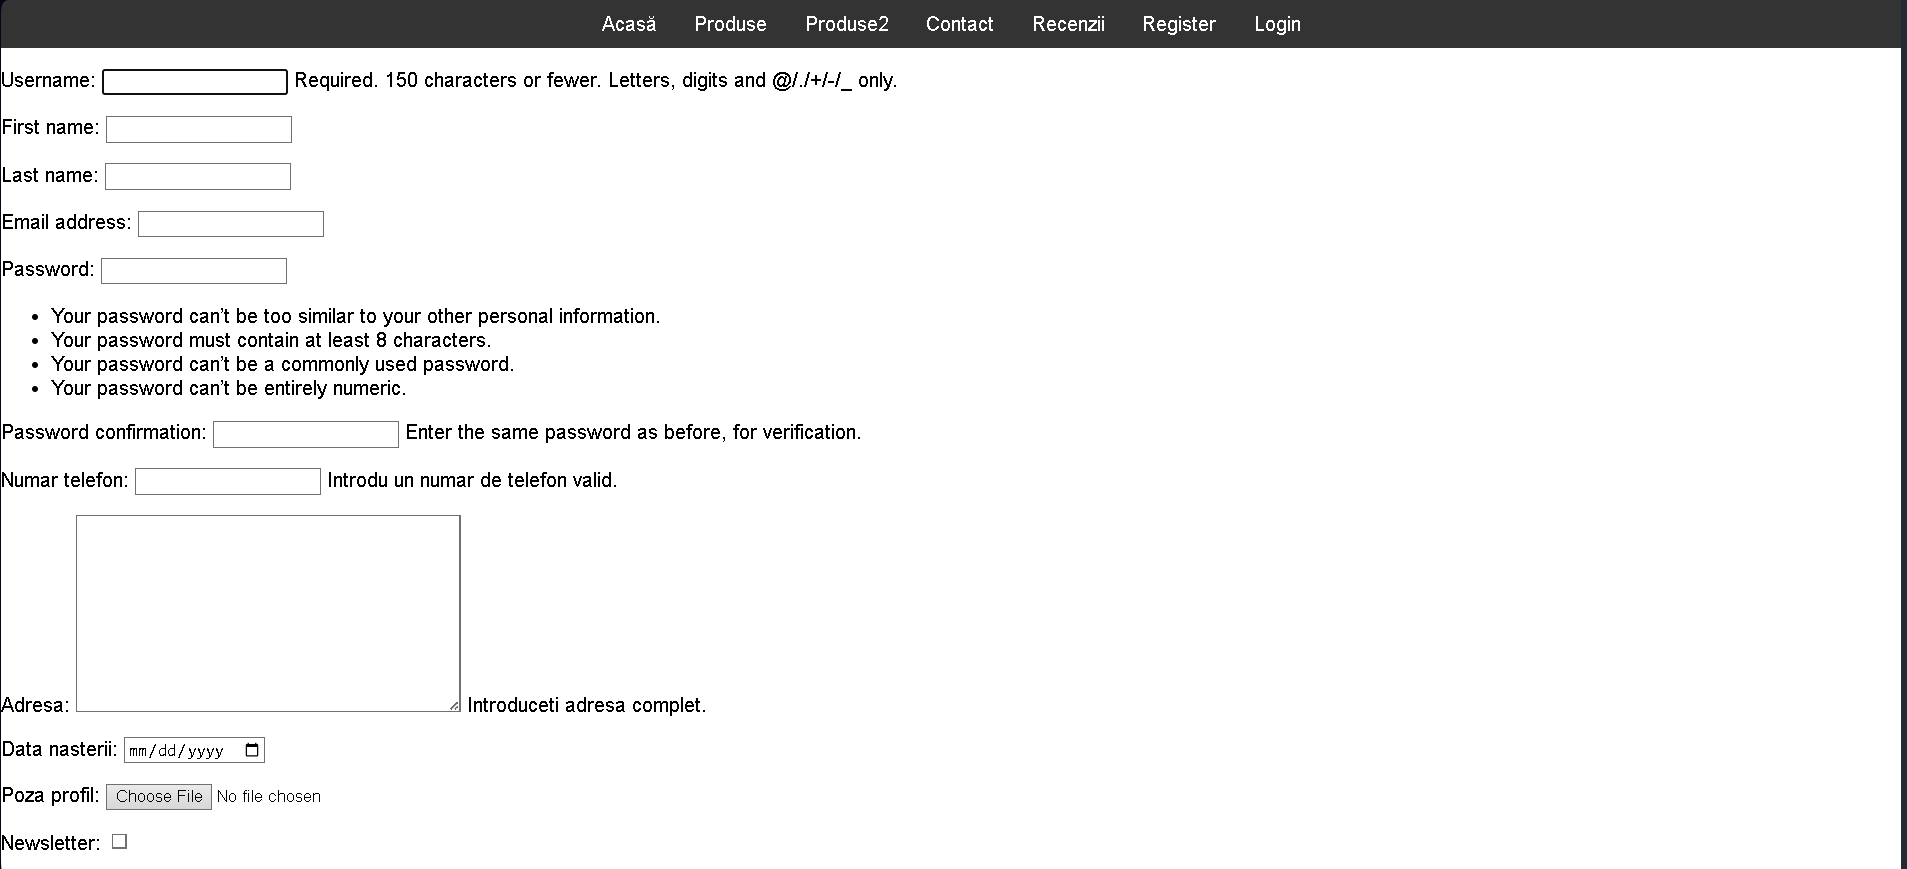 Acasă Produse Produse2 Contact Recenzii Register Login
Username: Required. 150 characters or fewer. Letters, digits and @/./+/-/_ only.
First name:
Last name:
Email address:
Password:
• Your password can’t be too similar to your other personal information.
• Your password must contain at least 8 characters.
• Your password can’t be a commonly used password.
• Your password can’t be entirely numeric.
Password confirmation: Enter the same password as before, for verification.
Numar telefon: Introdu un numar de telefon valid.
Adresa: Introduceti adresa complet.
Data nasterii: mm/dd/yyyy
Poza profil: Choose File No file chosen
Newsletter: